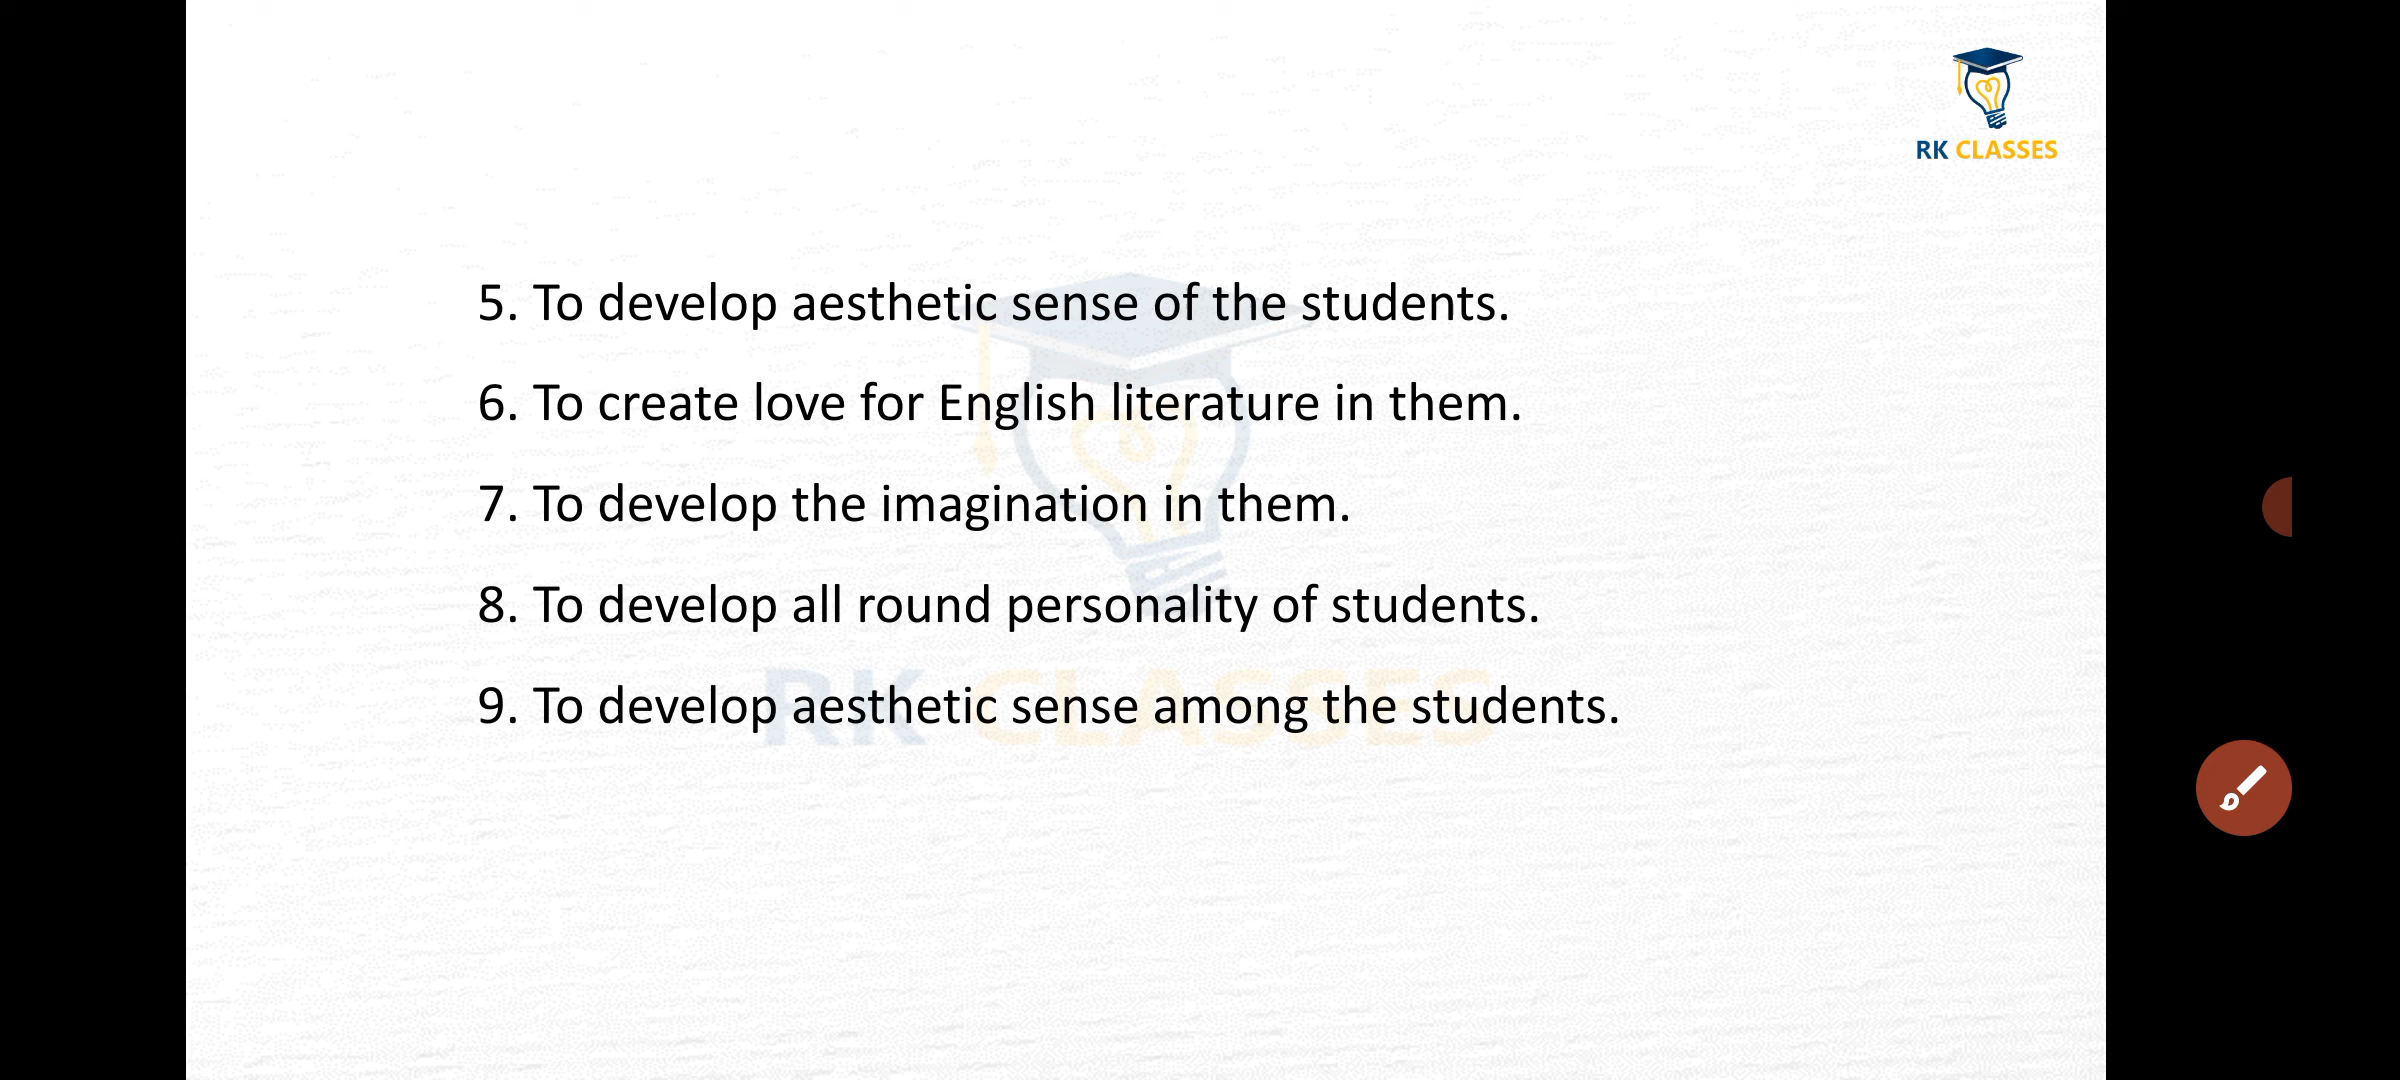 RK CLASSES
5. To develop aesthetic sense of the students.
6. To create love for English literature in them.
7. To develop the imagination in them.
8. To develop all round personality of students.
9. To develop aesthetic sense among the students.
RK CLASSES